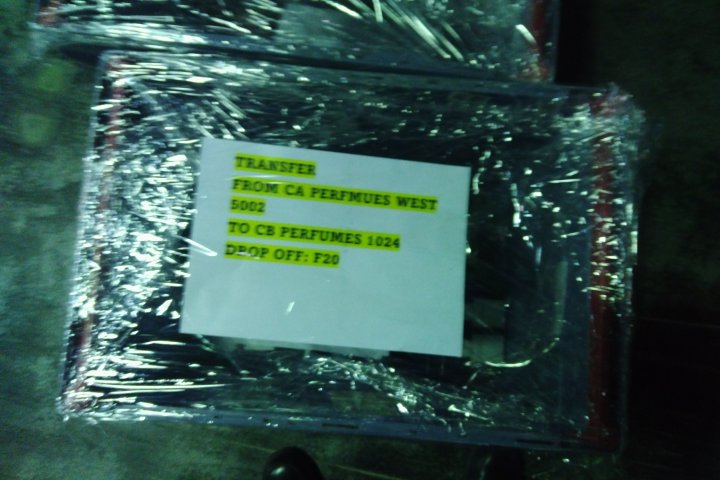 TRANSFER
FROM CA PERFMUES WEST
5002
TO CB PERFUMES 1024
DROP OFF: F20